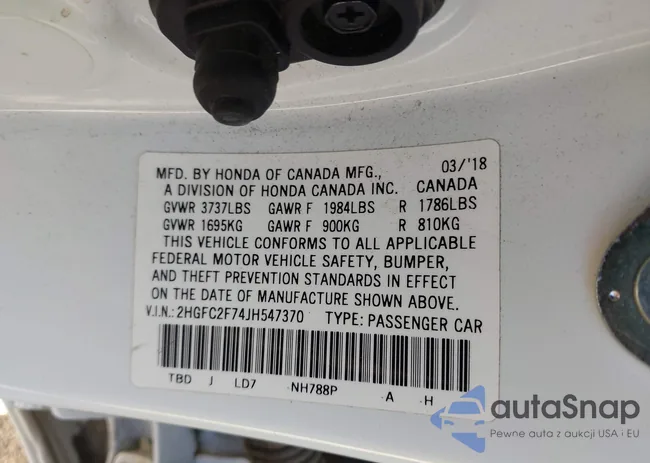 MFD. BY HONDA OF CANADA MFG., 03/'18
A DIVISION OF HONDA CANADA INC. CANADA
GVWR 3737LBS GAWR F 1984LBS R 1786LBS
GVWR 1695KG GAWR F 900KG R 810KG
THIS VEHICLE CONFORMS TO ALL APPLICABLE
FEDERAL MOTOR VEHICLE SAFETY, BUMPER,
AND THEFT PREVENTION STANDARDS IN EFFECT
ON THE DATE OF MANUFACTURE SHOWN ABOVE.
V.I.N.: 2HGFC2F74JH547370 TYPE: PASSENGER CAR
TBD J LD7 NH788P A H
autaSnap
Pewne auta z aukcji USA i EU